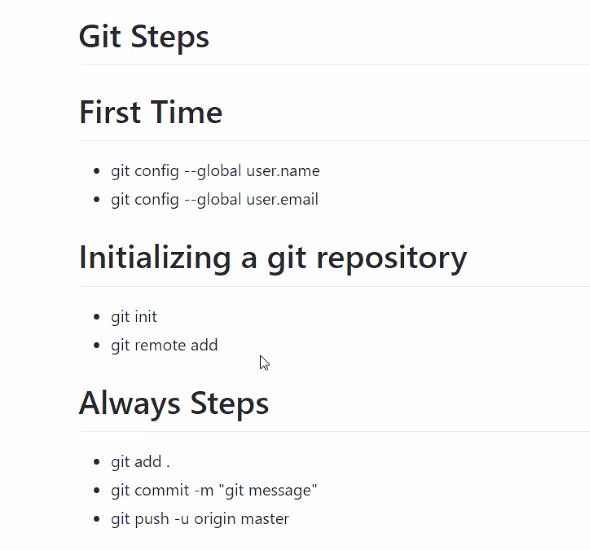 Git Steps
First Time
git config --global user.name
git config --global user.email
Initializing a git repository
git init
git remote add
Always Steps
git add .
git commit -m "git message"
git push -u origin master